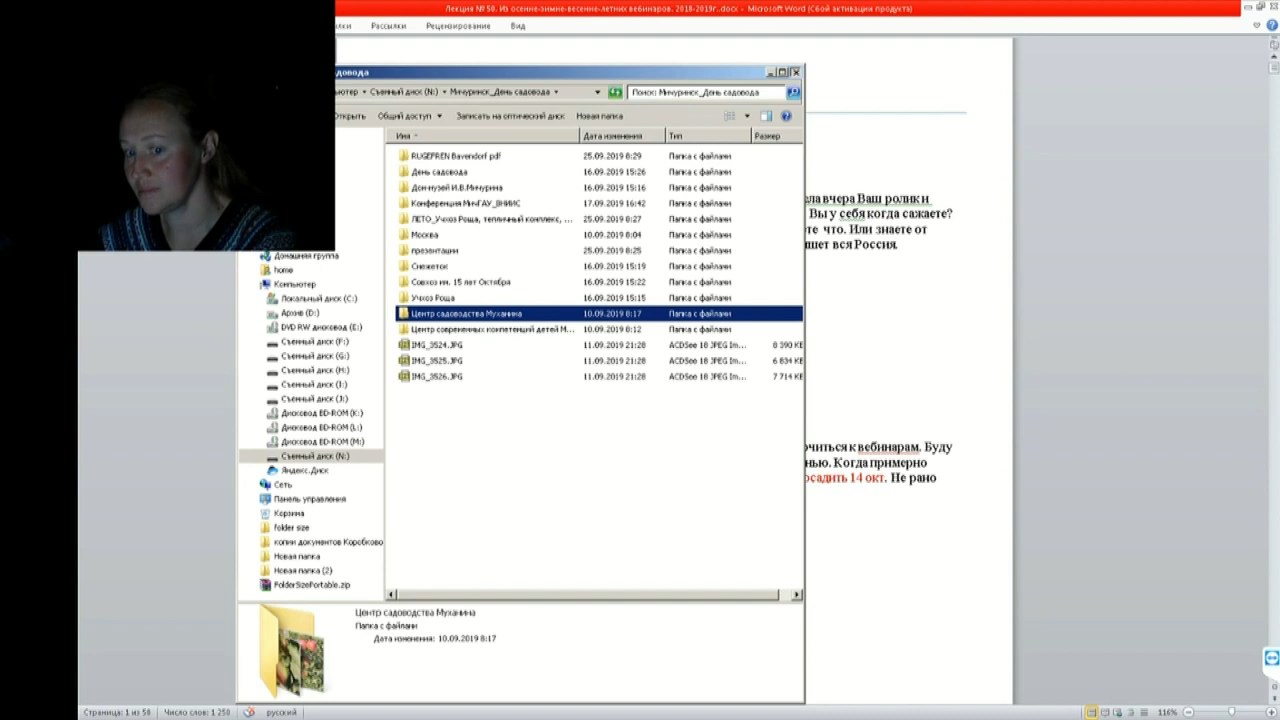 Лекция № 58. Из осенне-зимне-весенне-летних вебинаров. 2018-2019г..docx - Microsoft Word (Сбой активации продукта)
Рассылки Рецензирование Вид
садовода
Съемный диск (N:) Мичуринск_День садовода Поиск: Мичуринск_День садовода
Открыть Общий доступ Записать на оптический диск Новая папка
Имя Дата изменения Тип Размер
RUGEFREN Bavendorf pdf 25.09.2019 8:29 Папка с файлами
День садовода 16.09.2019 15:26 Папка с файлами
Дом-музей И.В.Мичурина 16.09.2019 15:16 Папка с файлами
Конференция МичГАУ_ВНИИС 17.09.2019 16:42 Папка с файлами
ЛЕТО_Учхоз Роща, тепличный комплекс, ... 25.09.2019 8:27 Папка с файлами
Москва 10.09.2019 8:04 Папка с файлами
презентации 25.09.2019 8:25 Папка с файлами
Снежеток 16.09.2019 15:19 Папка с файлами
Совхоз им. 15 лет Октября 16.09.2019 15:22 Папка с файлами
Учхоз Роща 16.09.2019 15:15 Папка с файлами
Центр садоводства Муханина 10.09.2019 8:17 Папка с файлами
Центр современных компетенций детей М... 10.09.2019 8:12 Папка с файлами
IMG_3524.JPG 11.09.2019 21:28 ACDSee 18 JPEG Im... 8 390 КБ
IMG_3525.JPG 11.09.2019 21:28 ACDSee 18 JPEG Im... 6 834 КБ
IMG_3526.JPG 11.09.2019 21:28 ACDSee 18 JPEG Im... 7 714 КБ
Домашняя группа
home
Компьютер
Локальный диск (C:)
Архив (D:)
DVD RW дисковод (E:)
Съемный диск (F:)
Съемный диск (G:)
Съемный диск (H:)
Съемный диск (I:)
Съемный диск (J:)
Дисковод BD-ROM (K:)
Дисковод BD-ROM (L:)
Дисковод BD-ROM (M:)
Съемный диск (N:)
Яндекс.Диск
Сеть
Панель управления
Корзина
folder size
копии документов Коробково
Новая папка
Новая папка (2)
FolderSizePortable.zip
Центр садоводства Муханина
Папка с файлами
Дата изменения: 10.09.2019 8:17
ла вчера Ваш ролик и
Вы у себя когда сажаете?
те что. Или знаете от
шет вся Россия.
очиться к вебинарам. Буду
нью. Когда примерно
осадить 14 окт. Не рано
Страница: 1 из 58 Число слов: 1 250 русский 116%